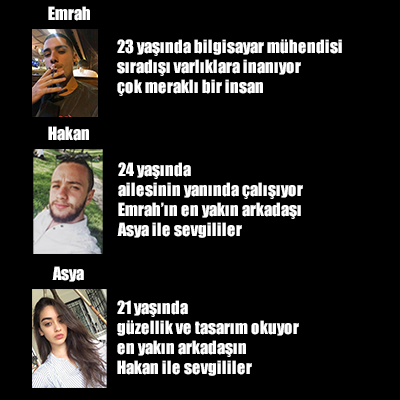 Emrah
23 yaşında bilgisayar mühendisi
sıradışı varlıklara inanıyor
çok meraklı bir insan
Hakan
24 yaşında
ailesinin yanında çalışıyor
Emrah'ın en yakın arkadaşı
Asya ile sevgililer
Asya
21 yaşında
güzellik ve tasarım okuyor
en yakın arkadaşın
Hakan ile sevgililer